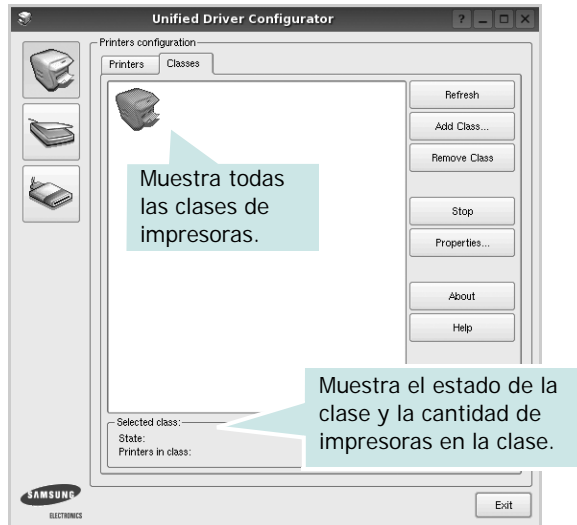 Unified Driver Configurator
Printers configuration
Printers
Classes
Refresh
Add Class...
Remove Class
Muestra todas
las clases de
impresoras.
Stop
Properties...
About
Help
Muestra el estado de la
clase y la cantidad de
impresoras en la clase.
Selected class:
State:
Printers in class:
SAMSUNG
ELECTRONICS
Exit